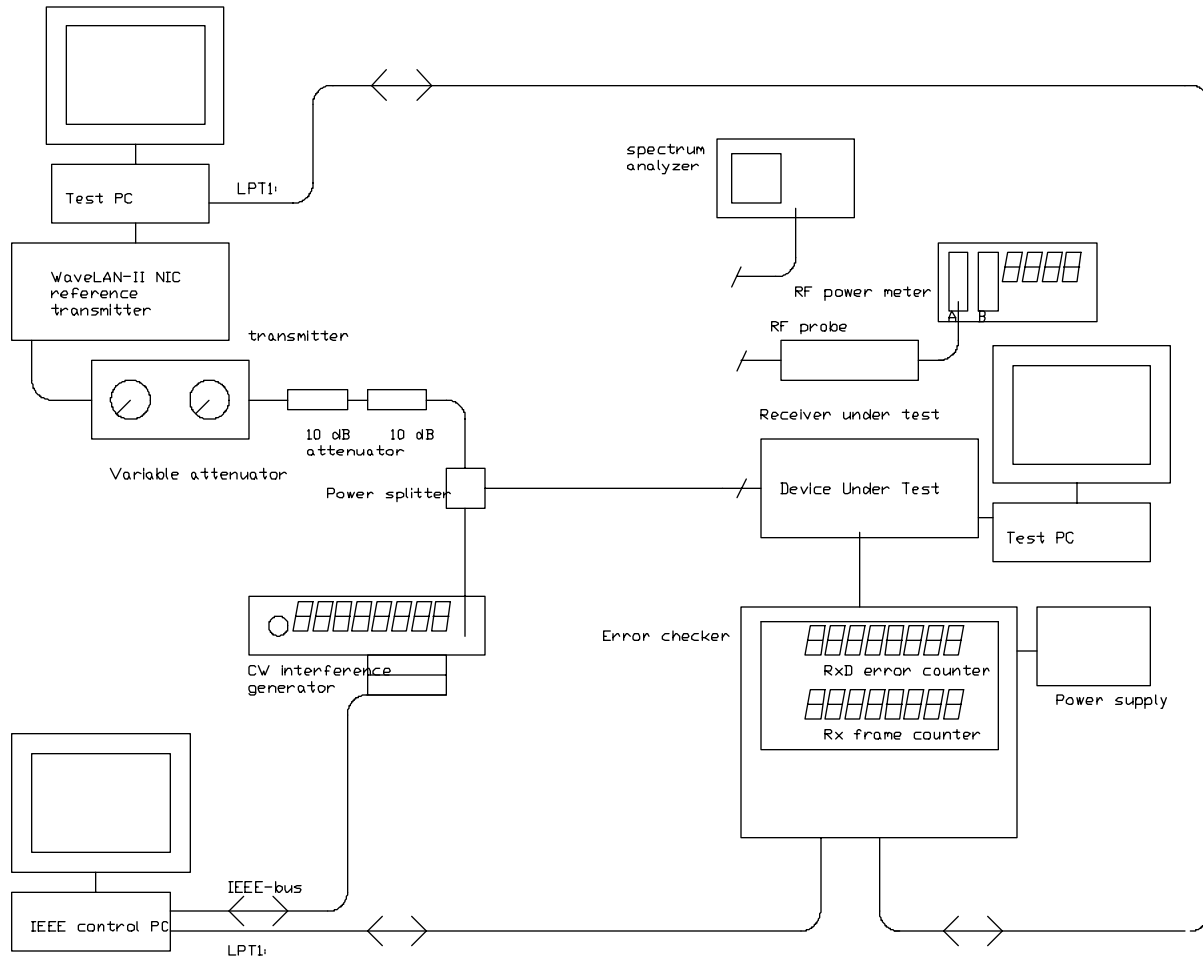 Test PC
LPT1:
WaveLAN-II NIC
reference
transmitter
transmitter
Variable attenuator
10 dB
attenuator
10 dB
Power splitter
spectrum
analyzer
RF power meter
A
B
RF probe
Receiver under test
Device Under Test
Test PC
CW interference
generator
Error checker
RxD error counter
Rx frame counter
Power supply
IEEE control PC
IEEE-bus
LPT1: